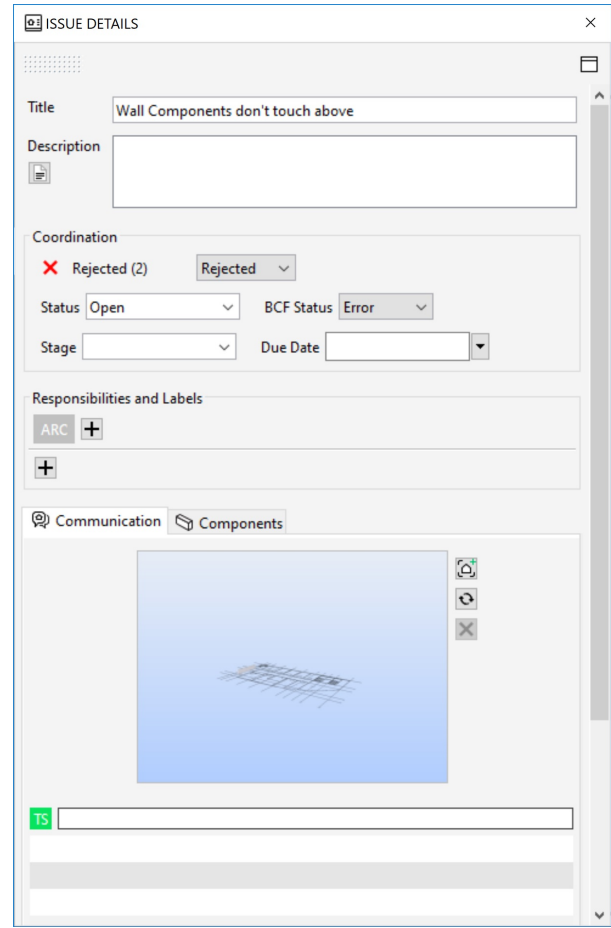 ISSUE DETAILS
Title Wall Components don't touch above
Description
Coordination
Rejected (2) Rejected
Status Open BCF Status Error
Stage Due Date
Responsibilities and Labels
ARC
Communication Components
TS